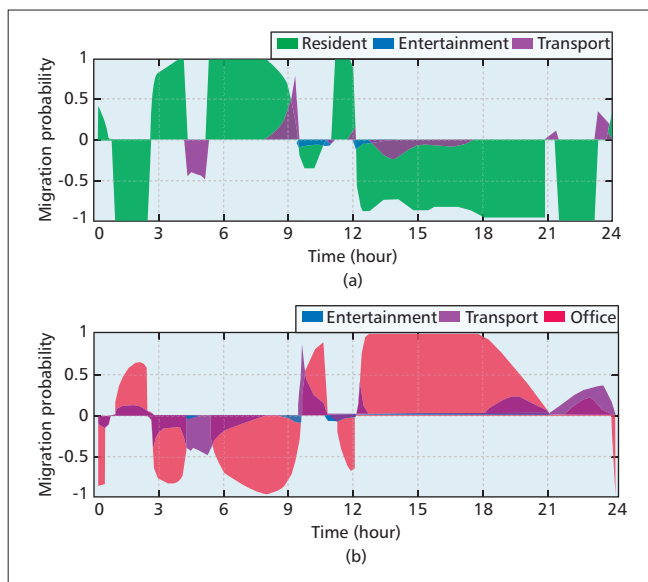 Resident Entertainment Transport
1
0.5
0
-0.5
-1
Migration probability
0 3 6 9 12 15 18 21 24
Time (hour)
(a)
Entertainment Transport Office
1
0.5
0
-0.5
-1
Migration probability
0 3 6 9 12 15 18 21 24
Time (hour)
(b)